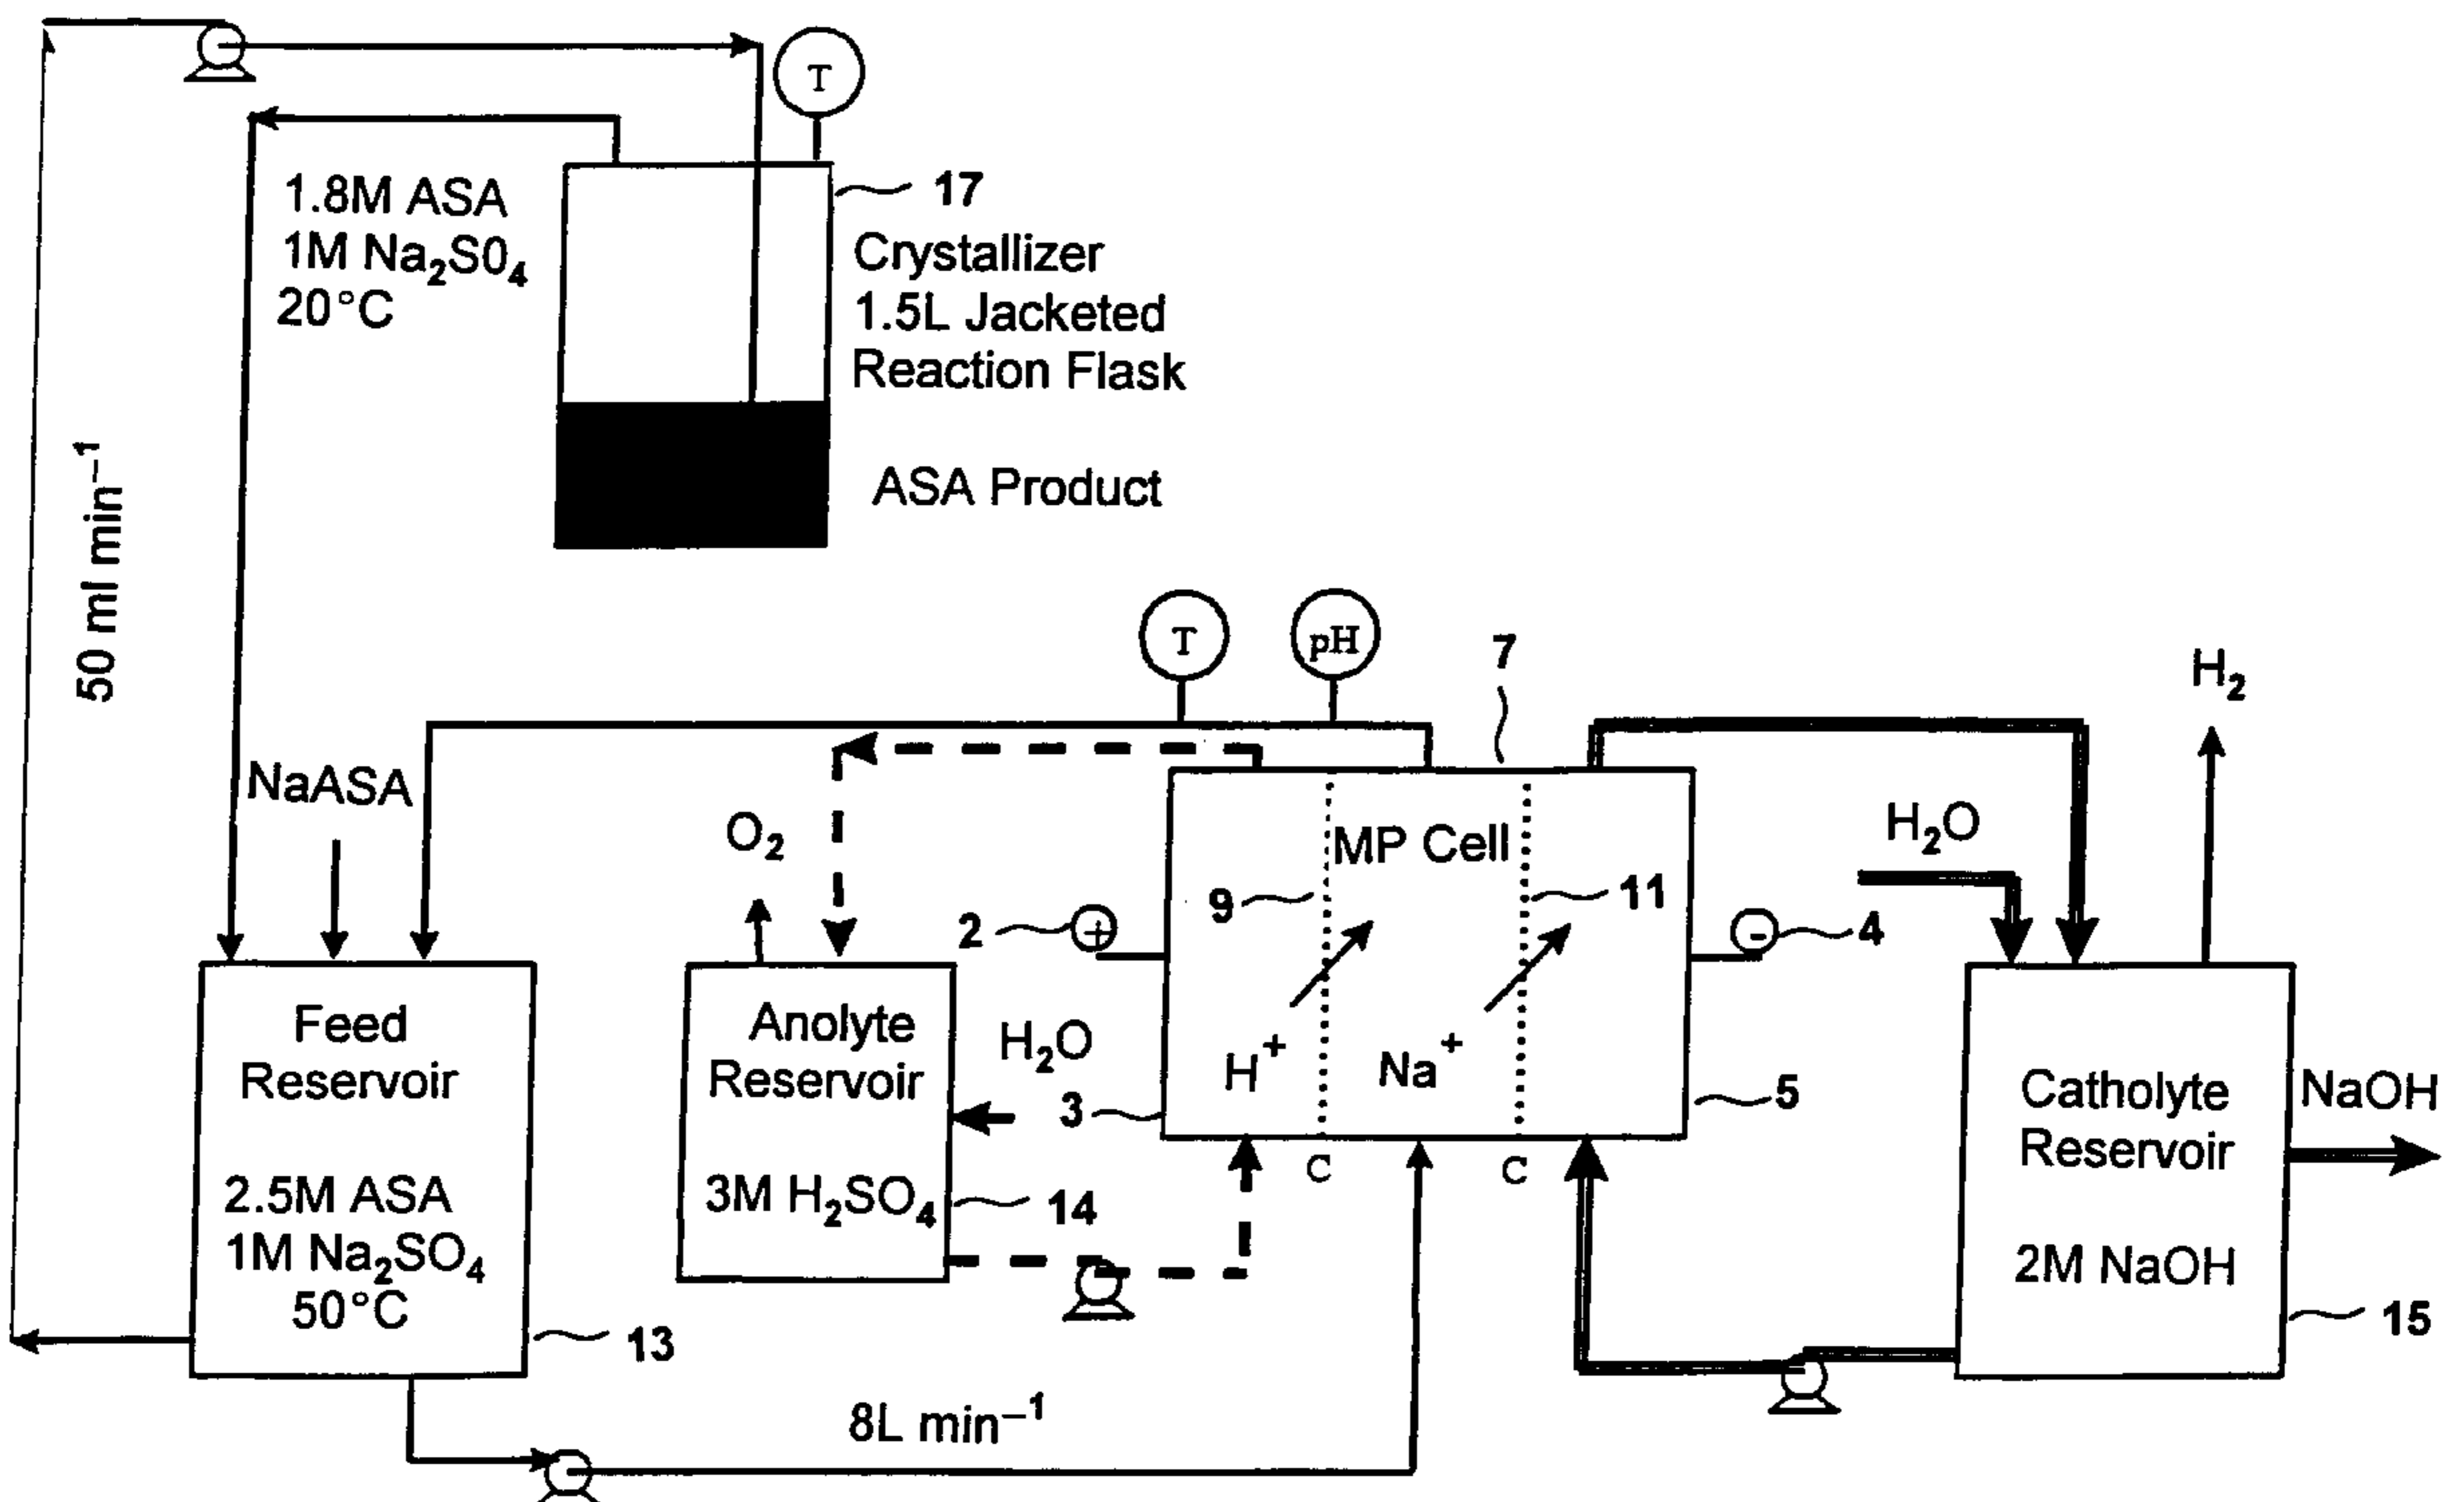 T
17
1.8M ASA
1M Na₂S0₄
20°C
Crystallizer
1.5L Jacketed
Reaction Flask
ASA Product
50 ml min⁻¹
T
pH
7
H₂
NaASA
O₂
MP Cell
H₂O
9
11
2
+
-
4
Feed
Reservoir
2.5M ASA
1M Na₂SO₄
50°C
13
Anolyte
Reservoir
3M H₂SO₄
14
H₂O
3
H⁺
Na⁺
5
C
C
Catholyte
Reservoir
2M NaOH
NaOH
15
8L min⁻¹